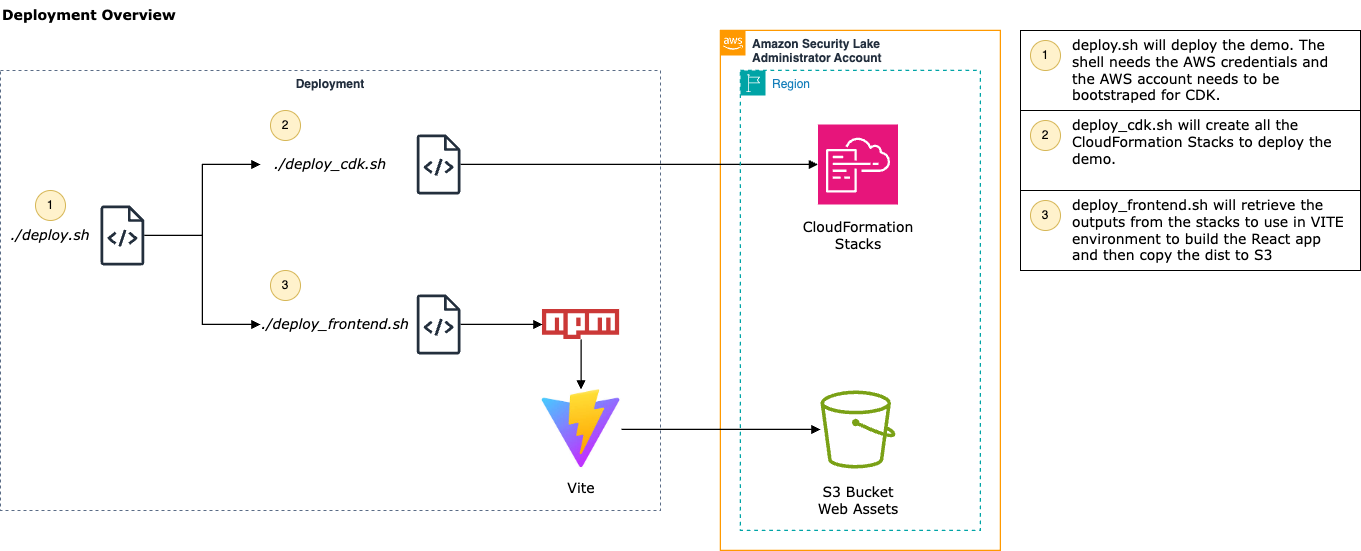 Deployment Overview
Deployment
1
./deploy.sh
2
./deploy_cdk.sh
3
./deploy_frontend.sh
npm
Vite
aws
Amazon Security Lake
Administrator Account
Region
CloudFormation
Stacks
S3 Bucket
Web Assets
1
deploy.sh will deploy the demo. The
shell needs the AWS credentials and
the AWS account needs to be
bootstraped for CDK.
2
deploy_cdk.sh will create all the
CloudFormation Stacks to deploy the
demo.
3
deploy_frontend.sh will retrieve the
outputs from the stacks to use in VITE
environment to build the React app
and then copy the dist to S3